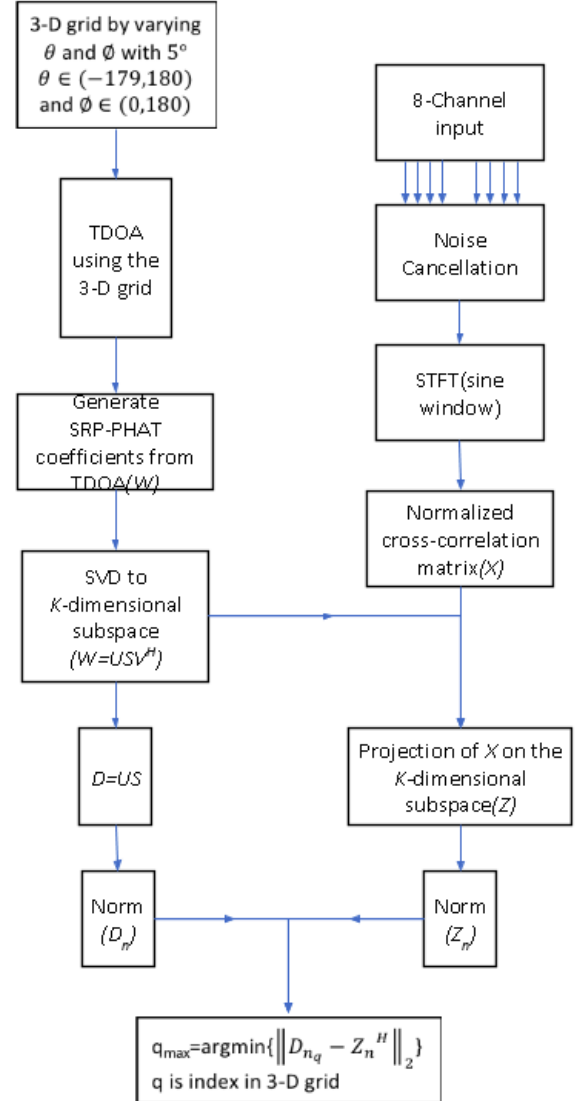 3-D grid by varying
θ and ∅ with 5°
θ ∈ (−179,180)
and ∅ ∈ (0,180)
TDOA
using the
3-D grid
Generate
SRP-PHAT
coefficients from
TDOA(W)
SVD to
K-dimensional
subspace
(W=USV^H)
D=US
Norm
(D_n)
8-Channel
input
Noise
Cancellation
STFT(sine
window)
Normalized
cross-correlation
matrix(X)
Projection of X on the
K-dimensional
subspace(Z)
Norm
(Z_n)
q_max=argmin{‖D_{n_q} − Z_n^H‖_2}
q is index in 3-D grid